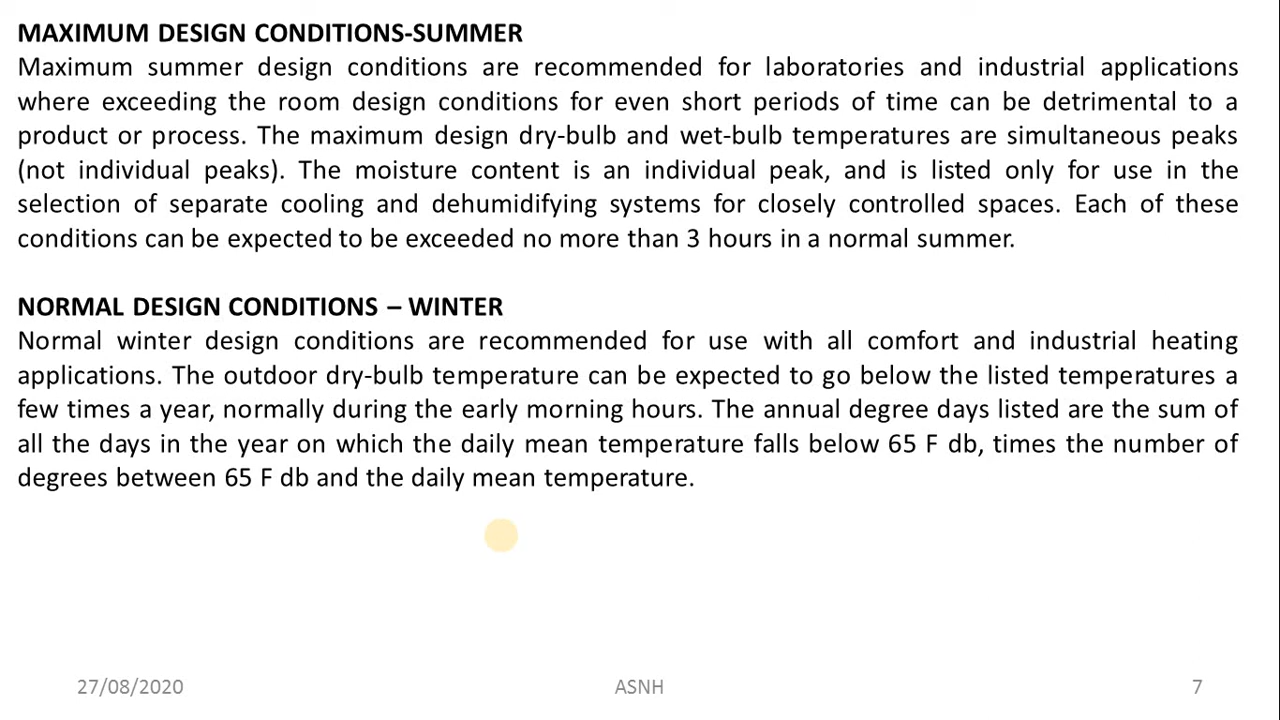 MAXIMUM DESIGN CONDITIONS-SUMMER
Maximum summer design conditions are recommended for laboratories and industrial applications
where exceeding the room design conditions for even short periods of time can be detrimental to a
product or process. The maximum design dry-bulb and wet-bulb temperatures are simultaneous peaks
(not individual peaks). The moisture content is an individual peak, and is listed only for use in the
selection of separate cooling and dehumidifying systems for closely controlled spaces. Each of these
conditions can be expected to be exceeded no more than 3 hours in a normal summer.
NORMAL DESIGN CONDITIONS – WINTER
Normal winter design conditions are recommended for use with all comfort and industrial heating
applications. The outdoor dry-bulb temperature can be expected to go below the listed temperatures a
few times a year, normally during the early morning hours. The annual degree days listed are the sum of
all the days in the year on which the daily mean temperature falls below 65 F db, times the number of
degrees between 65 F db and the daily mean temperature.
27/08/2020
ASNH
7